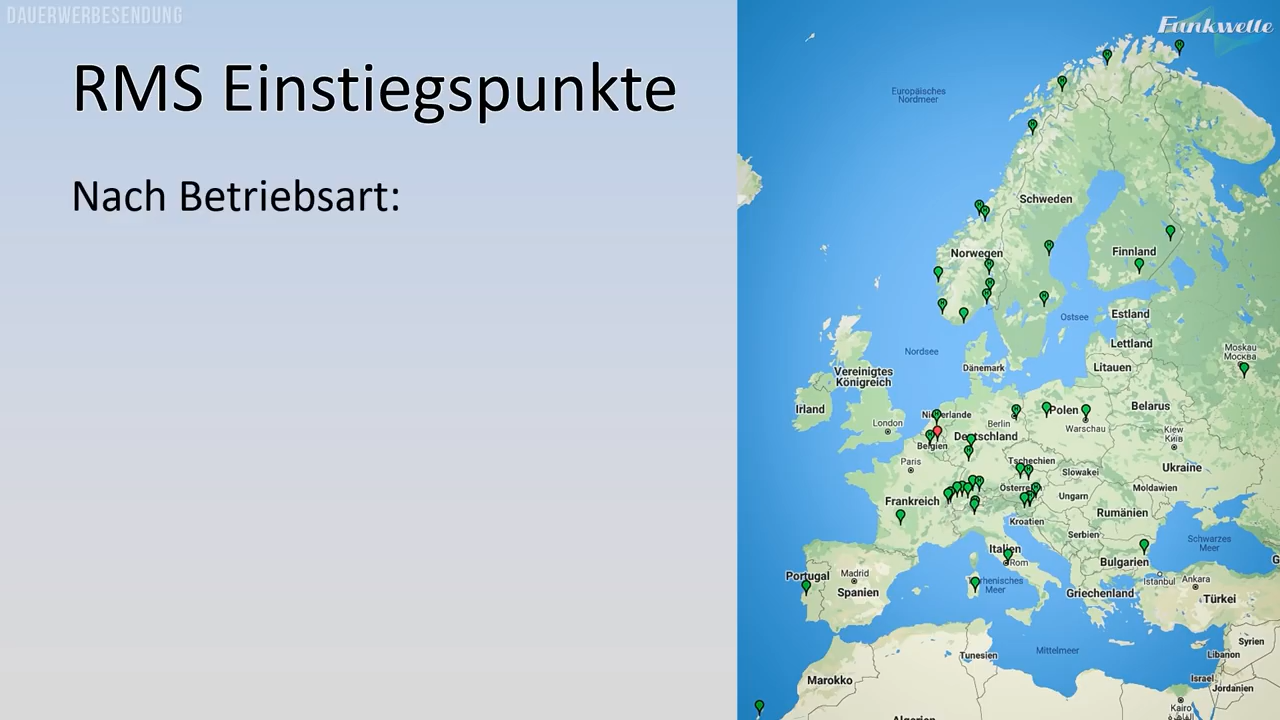 DAUERWERBESENDUNG
Funkwelle
RMS Einstiegspunkte
Nach Betriebsart:
Europäisches
Nordmeer
Schweden
Norwegen
Finnland
Estland
Ostsee
Lettland
Nordsee
Moskau
Москва
Dänemark
Litauen
Vereinigtes
Königreich
Irland
Niederlande
Polen
Belarus
London
Berlin
Warschau
Kiew
Київ
Deutschland
Belgien
Paris
Tschechien
Slowakei
Ukraine
Österreich
Ungarn
Moldawien
Frankreich
Rumänien
Kroatien
Serbien
Schwarzes
Meer
Italien
Rom
Bulgarien
Portugal
Madrid
Spanien
Tyrrhenisches
Meer
Istanbul
Ankara
Griechenland
Türkei
Tunesien
Mittelmeer
Syrien
Libanon
Israel
Jordanien
Marokko
Kairo
Algerien